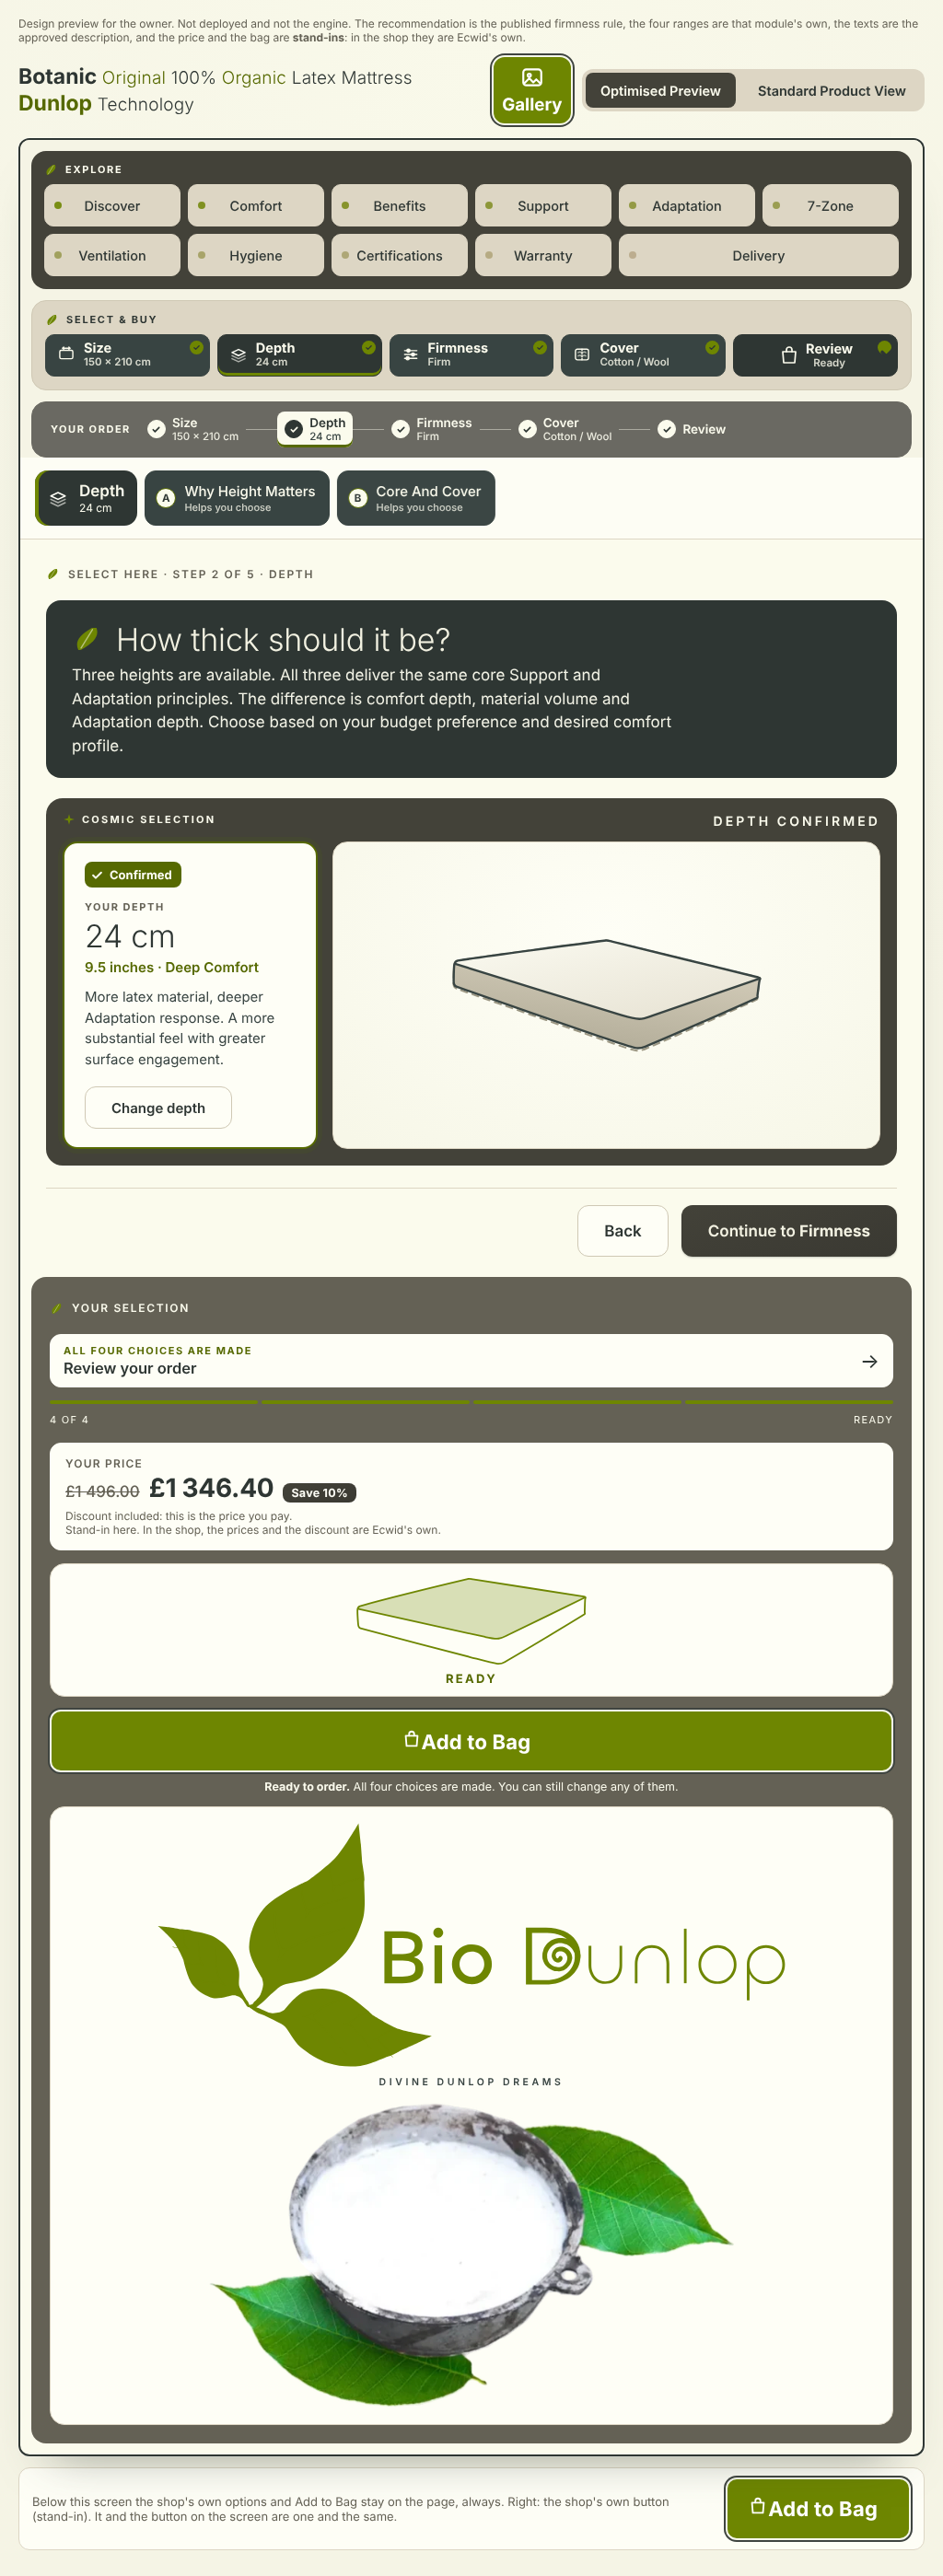 Design preview for the owner. Not deployed and not the engine. The recommendation is the published firmness rule, the four ranges are that module's own, the texts are the
approved description, and the price and the bag are stand-ins: in the shop they are Ecwid's own.
Botanic Original 100% Organic Latex Mattress
Dunlop Technology
Gallery
Optimised Preview
Standard Product View
EXPLORE
Discover
Comfort
Benefits
Support
Adaptation
7-Zone
Ventilation
Hygiene
Certifications
Warranty
Delivery
SELECT & BUY
Size
150 × 210 cm
Depth
24 cm
Firmness
Firm
Cover
Cotton / Wool
Review
Ready
YOUR ORDER
Size
150 × 210 cm
Depth
24 cm
Firmness
Firm
Cover
Cotton / Wool
Review
Depth
24 cm
A
Why Height Matters
Helps you choose
B
Core And Cover
Helps you choose
SELECT HERE · STEP 2 OF 5 · DEPTH
How thick should it be?
Three heights are available. All three deliver the same core Support and
Adaptation principles. The difference is comfort depth, material volume and
Adaptation depth. Choose based on your budget preference and desired comfort
profile.
COSMIC SELECTION
DEPTH CONFIRMED
Confirmed
YOUR DEPTH
24 cm
9.5 inches · Deep Comfort
More latex material, deeper
Adaptation response. A more
substantial feel with greater
surface engagement.
Change depth
Back
Continue to Firmness
YOUR SELECTION
ALL FOUR CHOICES ARE MADE
Review your order
4 OF 4
READY
YOUR PRICE
£1 496.00 £1 346.40 Save 10%
Discount included: this is the price you pay.
Stand-in here. In the shop, the prices and the discount are Ecwid's own.
READY
Add to Bag
Ready to order. All four choices are made. You can still change any of them.
Bio Dunlop
DIVINE DUNLOP DREAMS
Below this screen the shop's own options and Add to Bag stay on the page, always. Right: the shop's own button
(stand-in). It and the button on the screen are one and the same.
Add to Bag